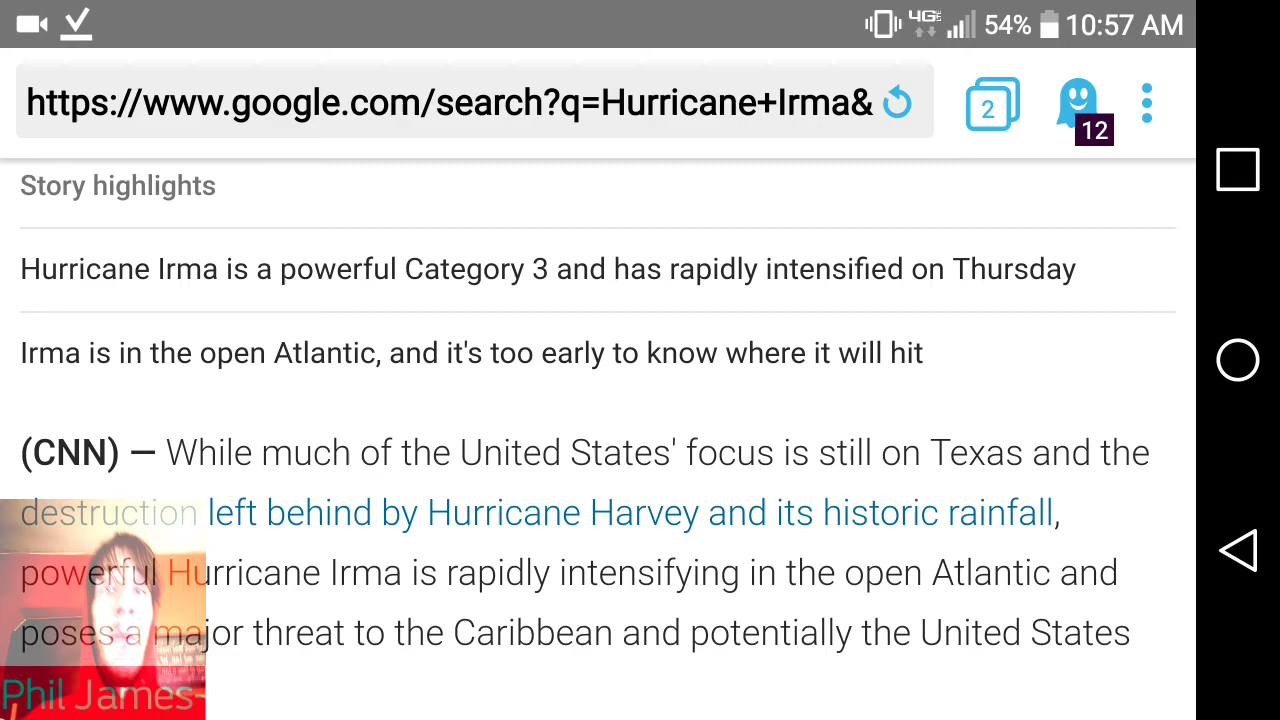 4GE 54% 10:57 AM
https://www.google.com/search?q=Hurricane+Irma& 2 12
Story highlights
Hurricane Irma is a powerful Category 3 and has rapidly intensified on Thursday
Irma is in the open Atlantic, and it's too early to know where it will hit
(CNN) — While much of the United States' focus is still on Texas and the
destruction left behind by Hurricane Harvey and its historic rainfall,
powerful Hurricane Irma is rapidly intensifying in the open Atlantic and
poses a major threat to the Caribbean and potentially the United States
Phil James-